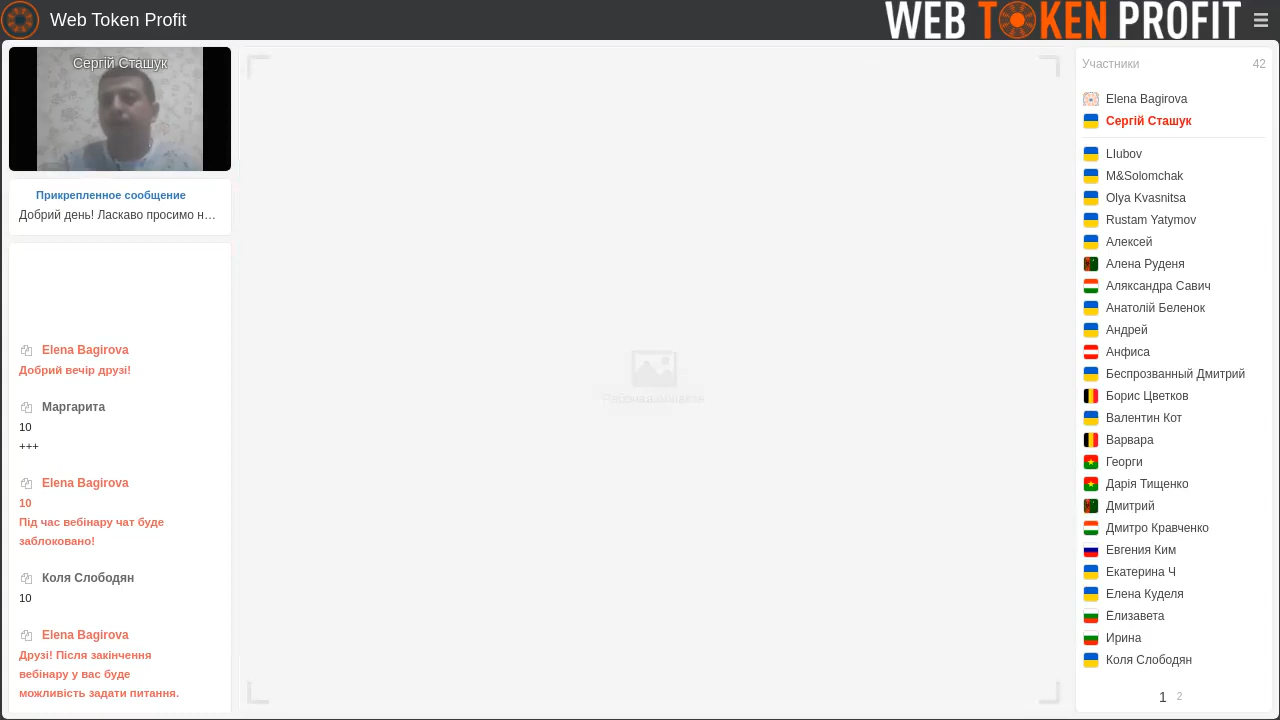 Web Token Profit
WEB TOKEN PROFIT
Сергій Сташук
Прикрепленное сообщение
Добрий день! Ласкаво просимо н…
Elena Bagirova
Добрий вечір друзі!
Маргарита
10
+++
Elena Bagirova
10
Під час вебінару чат буде
заблоковано!
Коля Слободян
10
Elena Bagirova
Друзі! Після закінчення
вебінару у вас буде
можливість задати питання.
Участники 42
Elena Bagirova
Сергій Сташук
LIubov
M&Solomchak
Olya Kvasnitsa
Rustam Yatymov
Алексей
Алена Руденя
Аляксандра Савич
Анатолій Беленок
Андрей
Анфиса
Беспрозванный Дмитрий
Борис Цветков
Валентин Кот
Варвара
Георги
Дарія Тищенко
Дмитрий
Дмитро Кравченко
Евгения Ким
Екатерина Ч
Елена Куделя
Елизавета
Ирина
Коля Слободян
1 2